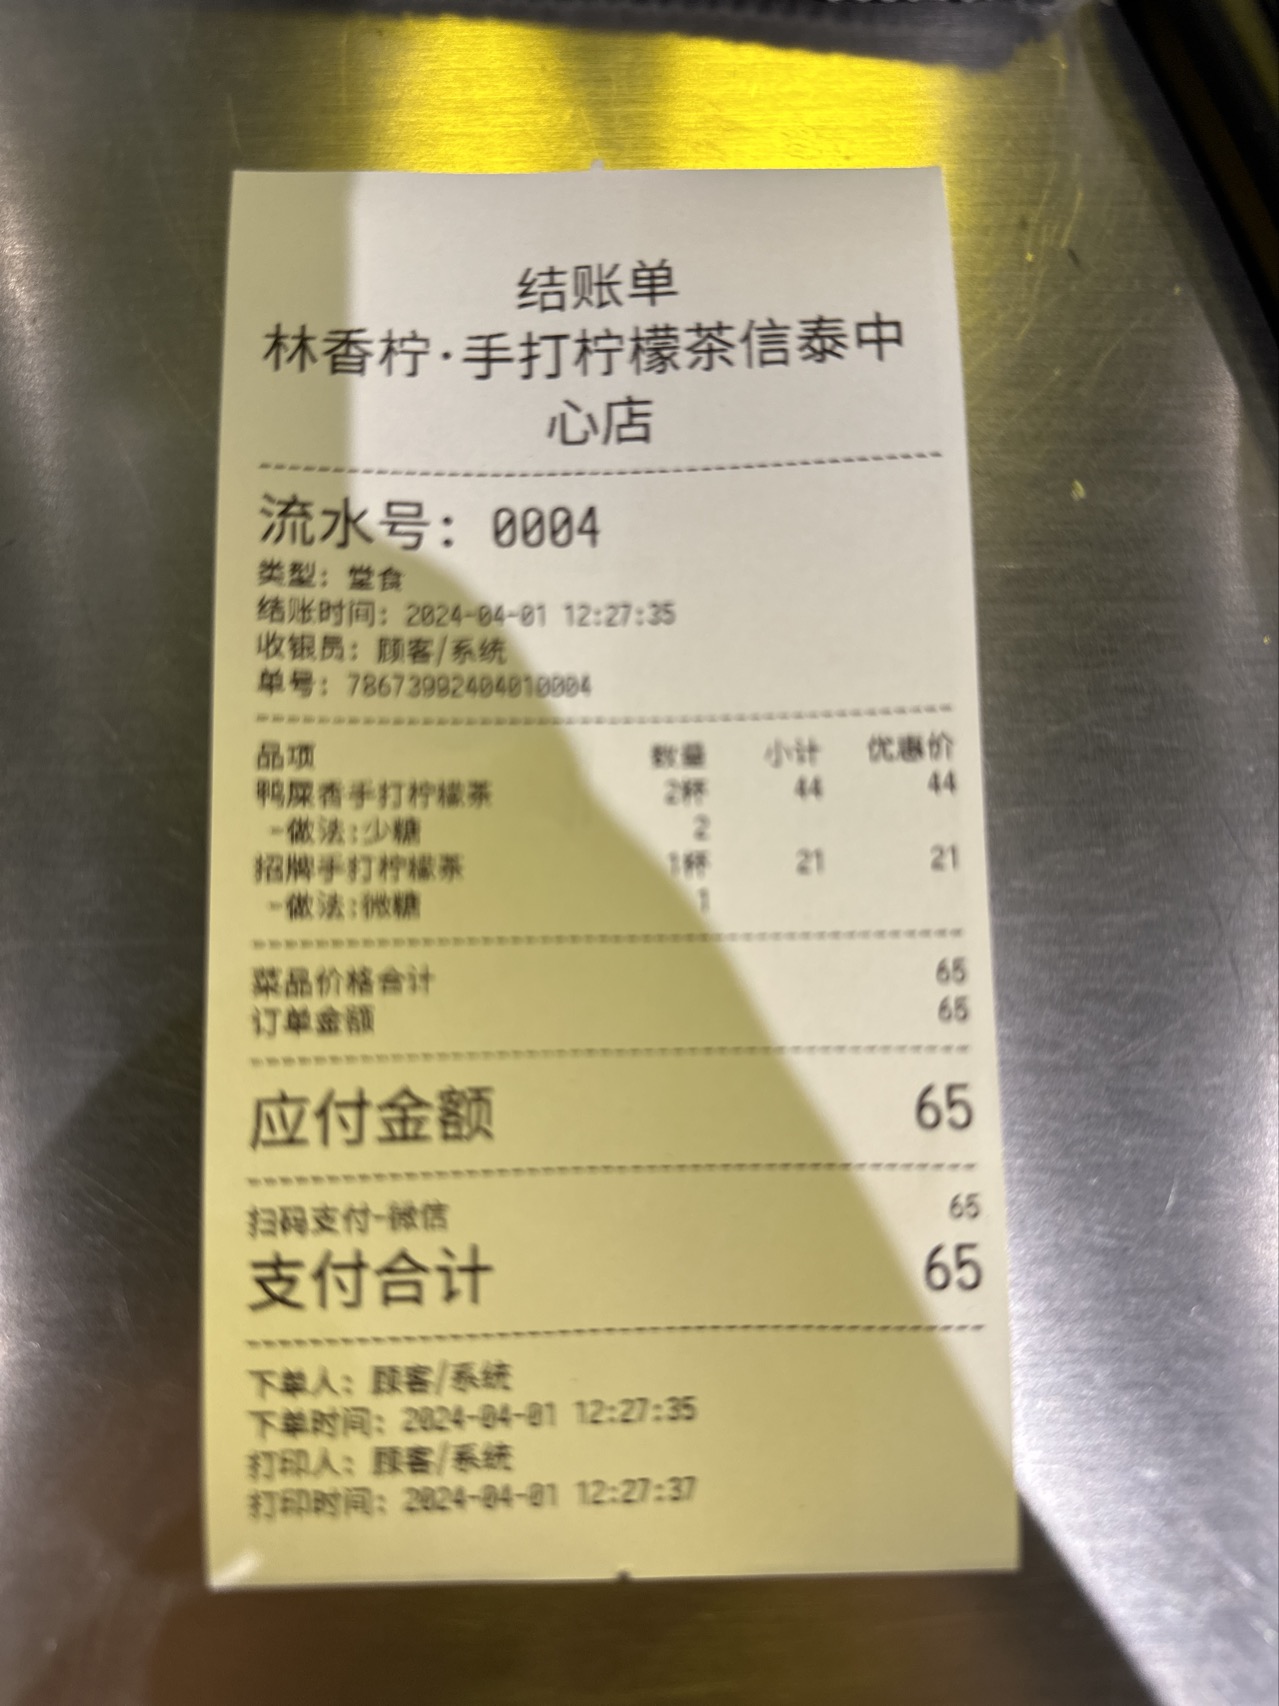 结账单
林香柠·手打柠檬茶信泰中
心店
流水号: 0004
类型: 堂食
结账时间: 2024-04-01 12:27:35
收银员: 顾客/系统
单号: 78673992404010004
品项 数量 小计 优惠价
鸭屎香手打柠檬茶 2杯 44 44
-做法:少糖 2
招牌手打柠檬茶 1杯 21 21
-做法:微糖 1
菜品价格合计 65
订单金额 65
应付金额 65
扫码支付-微信 65
支付合计 65
下单人: 顾客/系统
下单时间: 2024-04-01 12:27:35
打印人: 顾客/系统
打印时间: 2024-04-01 12:27:37